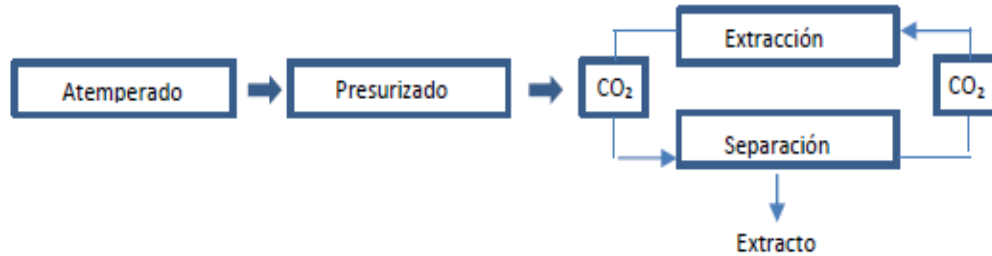 Extracción
Atemperado
Presurizado
CO₂
CO₂
Separación
Extracto